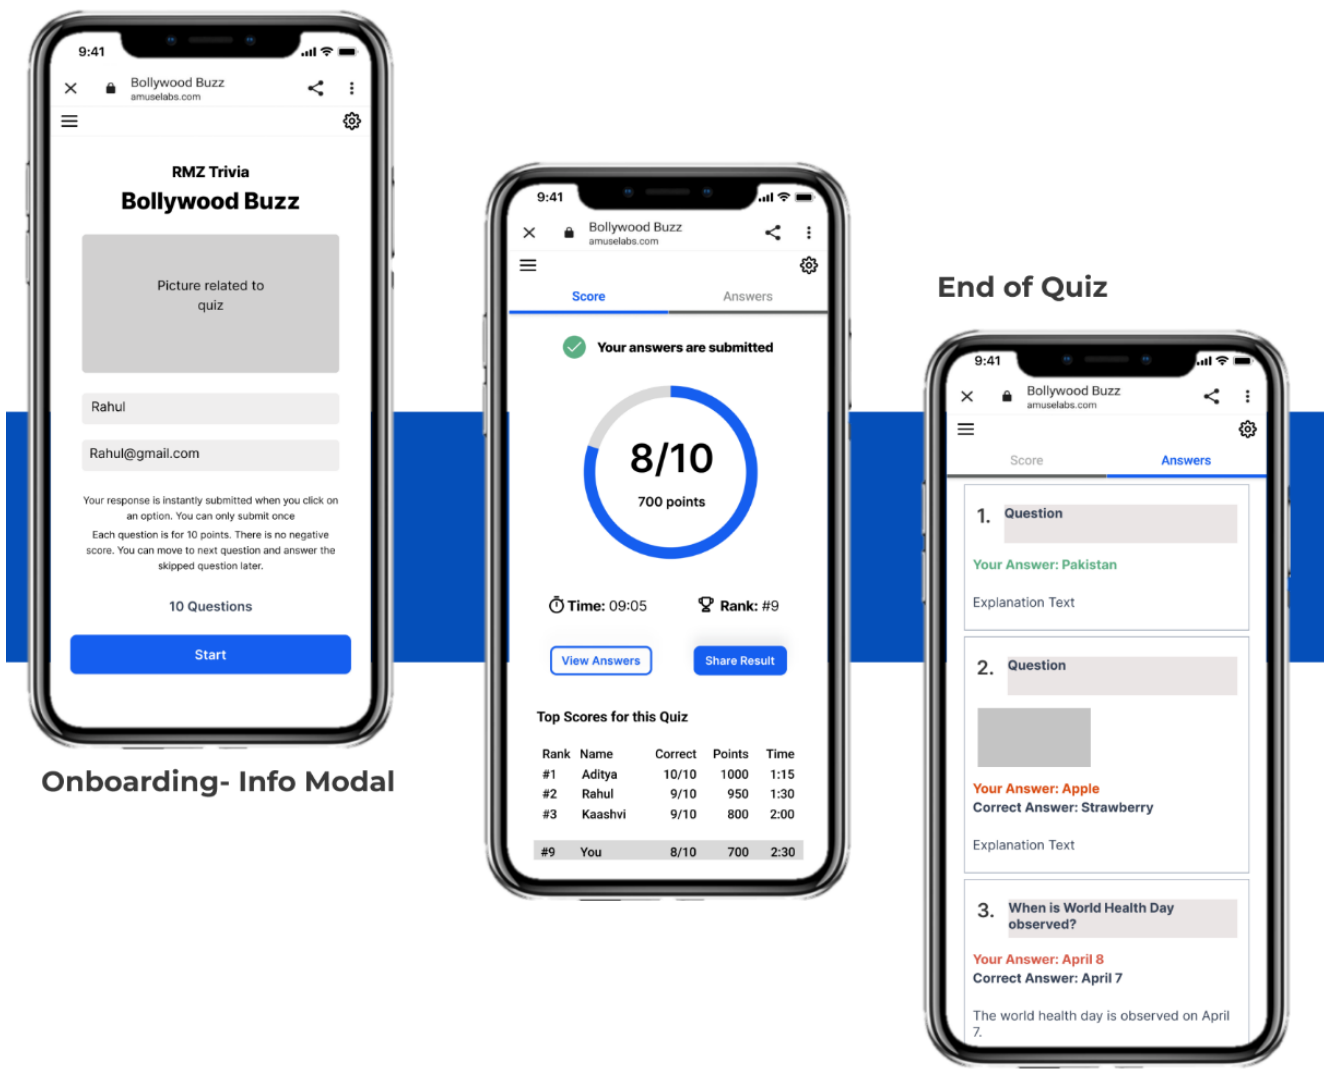 9:41
Bollywood Buzz
amuselabs.com
RMZ Trivia
Bollywood Buzz
Picture related to
quiz
Rahul
Rahul@gmail.com
Your response is instantly submitted when you click on
an option. You can only submit once
Each question is for 10 points. There is no negative
score. You can move to next question and answer the
skipped question later.
10 Questions
Start
Onboarding- Info Modal
9:41
Bollywood Buzz
amuselabs.com
Score Answers
Your answers are submitted
8/10
700 points
Time: 09:05 Rank: #9
View Answers Share Result
Top Scores for this Quiz
Rank Name Correct Points Time
#1 Aditya 10/10 1000 1:15
#2 Rahul 9/10 950 1:30
#3 Kaashvi 9/10 800 2:00
#9 You 8/10 700 2:30
End of Quiz
9:41
Bollywood Buzz
amuselabs.com
Score Answers
1. Question
Your Answer: Pakistan
Explanation Text
2. Question
Your Answer: Apple
Correct Answer: Strawberry
Explanation Text
3. When is World Health Day
observed?
Your Answer: April 8
Correct Answer: April 7
The world health day is observed on April
7.